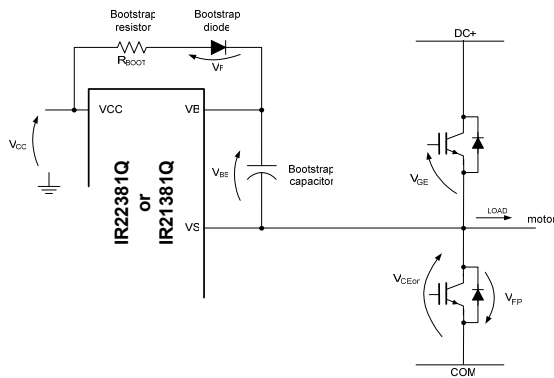 Bootstrap
resistor
Bootstrap
diode
DC+
RBOOT
VF
VCC
VB
VCC
IR22381Q
or
IR21381Q
VBS
Bootstrap
capacitor
VGE
VS
LOAD
motor
VCEon
VFP
COM